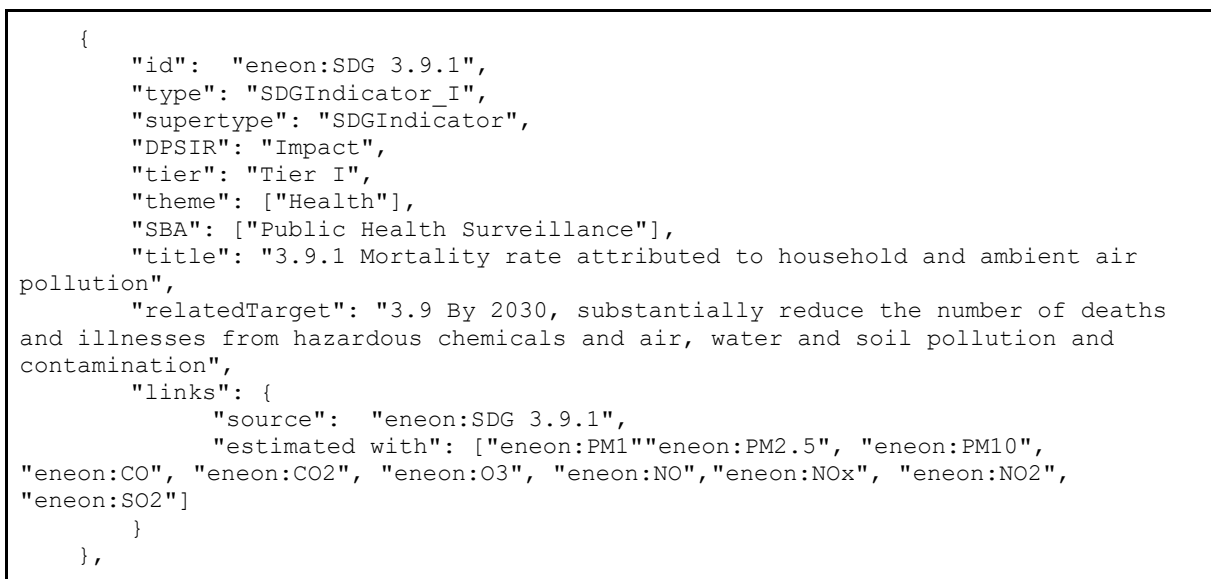 {
"id":  "eneon:SDG 3.9.1",
"type": "SDGIndicator_I",
"supertype": "SDGIndicator",
"DPSIR": "Impact",
"tier": "Tier I",
"theme": ["Health"],
"SBA": ["Public Health Surveillance"],
"title": "3.9.1 Mortality rate attributed to household and ambient air
pollution",
"relatedTarget": "3.9 By 2030, substantially reduce the number of deaths
and illnesses from hazardous chemicals and air, water and soil pollution and
contamination",
"links": {
"source":  "eneon:SDG 3.9.1",
"estimated with": ["eneon:PM1""eneon:PM2.5", "eneon:PM10",
"eneon:CO", "eneon:CO2", "eneon:O3", "eneon:NO","eneon:NOx", "eneon:NO2",
"eneon:SO2"]
}
},